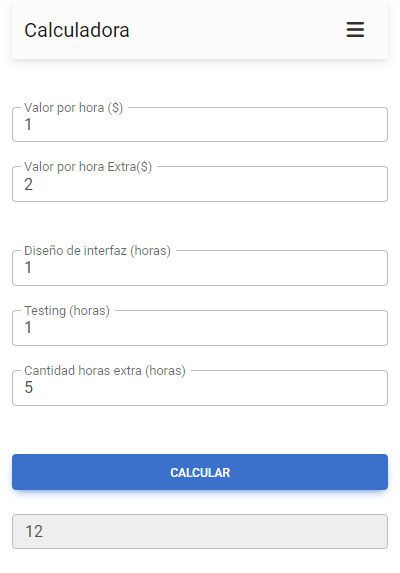 Calculadora
Valor por hora ($)
1
Valor por hora Extra($)
2
Diseño de interfaz (horas)
1
Testing (horas)
1
Cantidad horas extra (horas)
5
CALCULAR
12